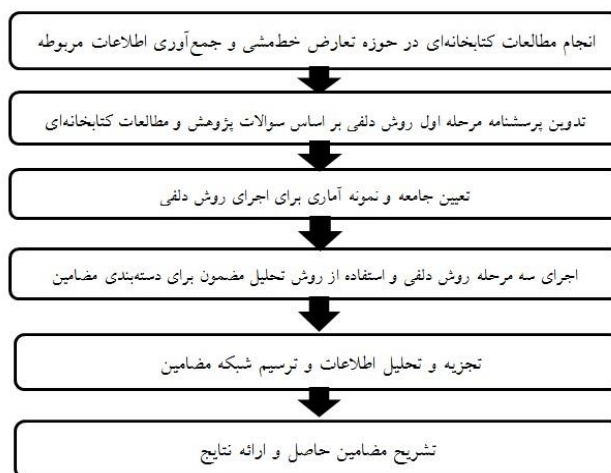 انجام مطالعات کتابخانه‌ای در حوزه تعارض خط‌مشی و جمع‌آوری اطلاعات مربوطه
تدوین پرسشنامه مرحله اول روش دلفی بر اساس سوالات پژوهش و مطالعات کتابخانه‌ای
تعیین جامعه و نمونه آماری برای اجرای روش دلفی
اجرای سه مرحله روش دلفی و استفاده از روش تحلیل مضمون برای دسته‌بندی مضامین
تجزیه و تحلیل اطلاعات و ترسیم شبکه مضامین
تشریح مضامین حاصل و ارائه نتایج